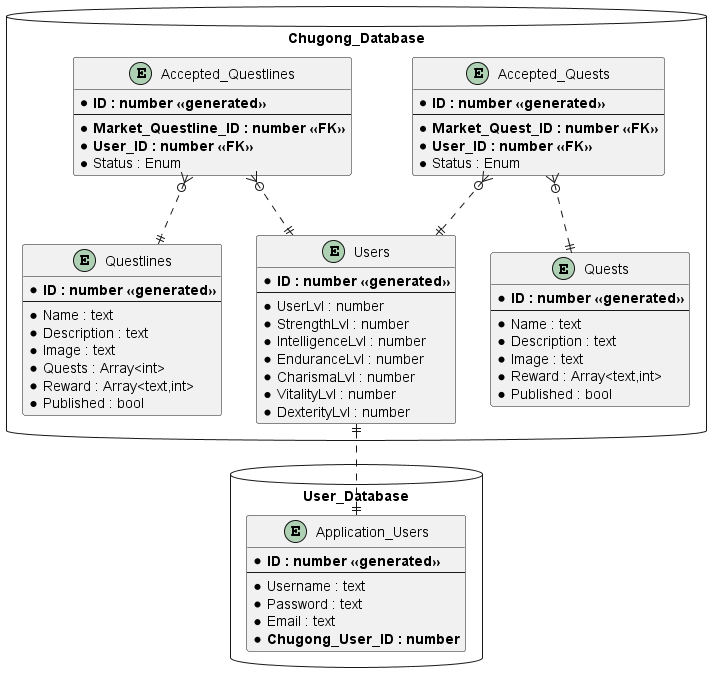 Chugong_Database
E Accepted_Questlines
ID : number «generated»
Market_Questline_ID : number «FK»
User_ID : number «FK»
Status : Enum
E Accepted_Quests
ID : number «generated»
Market_Quest_ID : number «FK»
User_ID : number «FK»
Status : Enum
E Questlines
ID : number «generated»
Name : text
Description : text
Image : text
Quests : Array<int>
Reward : Array<text,int>
Published : bool
E Users
ID : number «generated»
UserLvl : number
StrengthLvl : number
IntelligenceLvl : number
EnduranceLvl : number
CharismaLvl : number
VitalityLvl : number
DexterityLvl : number
E Quests
ID : number «generated»
Name : text
Description : text
Image : text
Reward : Array<text,int>
Published : bool
User_Database
E Application_Users
ID : number «generated»
Username : text
Password : text
Email : text
Chugong_User_ID : number